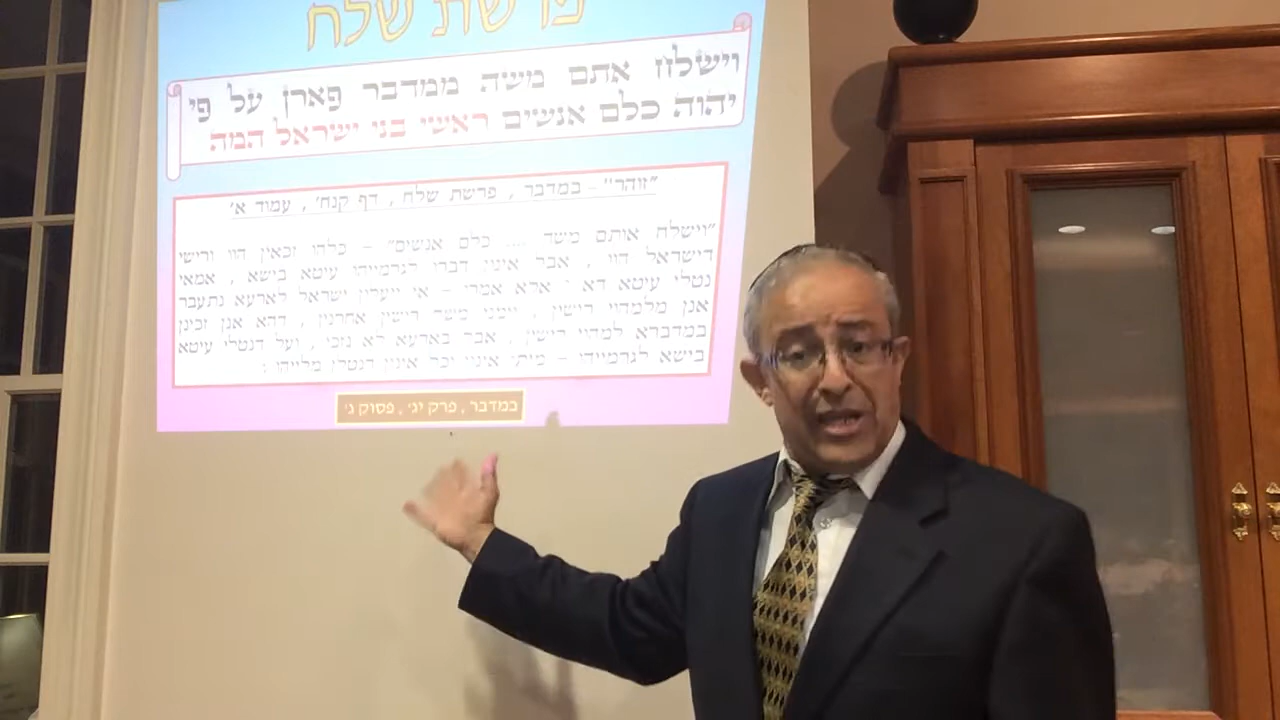 פרשת שלח
וישלח אתם משה ממדבר פארן על פי
יהוה כלם אנשים ראשי בני ישראל המה
"זוהר" - במדבר , פרשת שלח , דף קנח' , עמוד א'
"וישלח אותם משה ... כלם אנשים" - כלהו זכאין הוו ורישי
דישראל הוו , אבל אינון דברו לגרמייהו עיטא בישא , אמאי
נטלי עיטא דא ? אלא אמרי - אי ייעלון ישראל לארעא נתעבר
אנן מלמהוי רישין , וימני משה רישין אחרנין , דהא אנן זכינן
במדברא למהוי רישין , אבל בארעא לא נזכי , ועל דנטלי עיטא
בישא לגרמייהו - מיתו אינון וכל אינון דנטלו מלייהו :
במדבר , פרק יג' , פסוק ג'